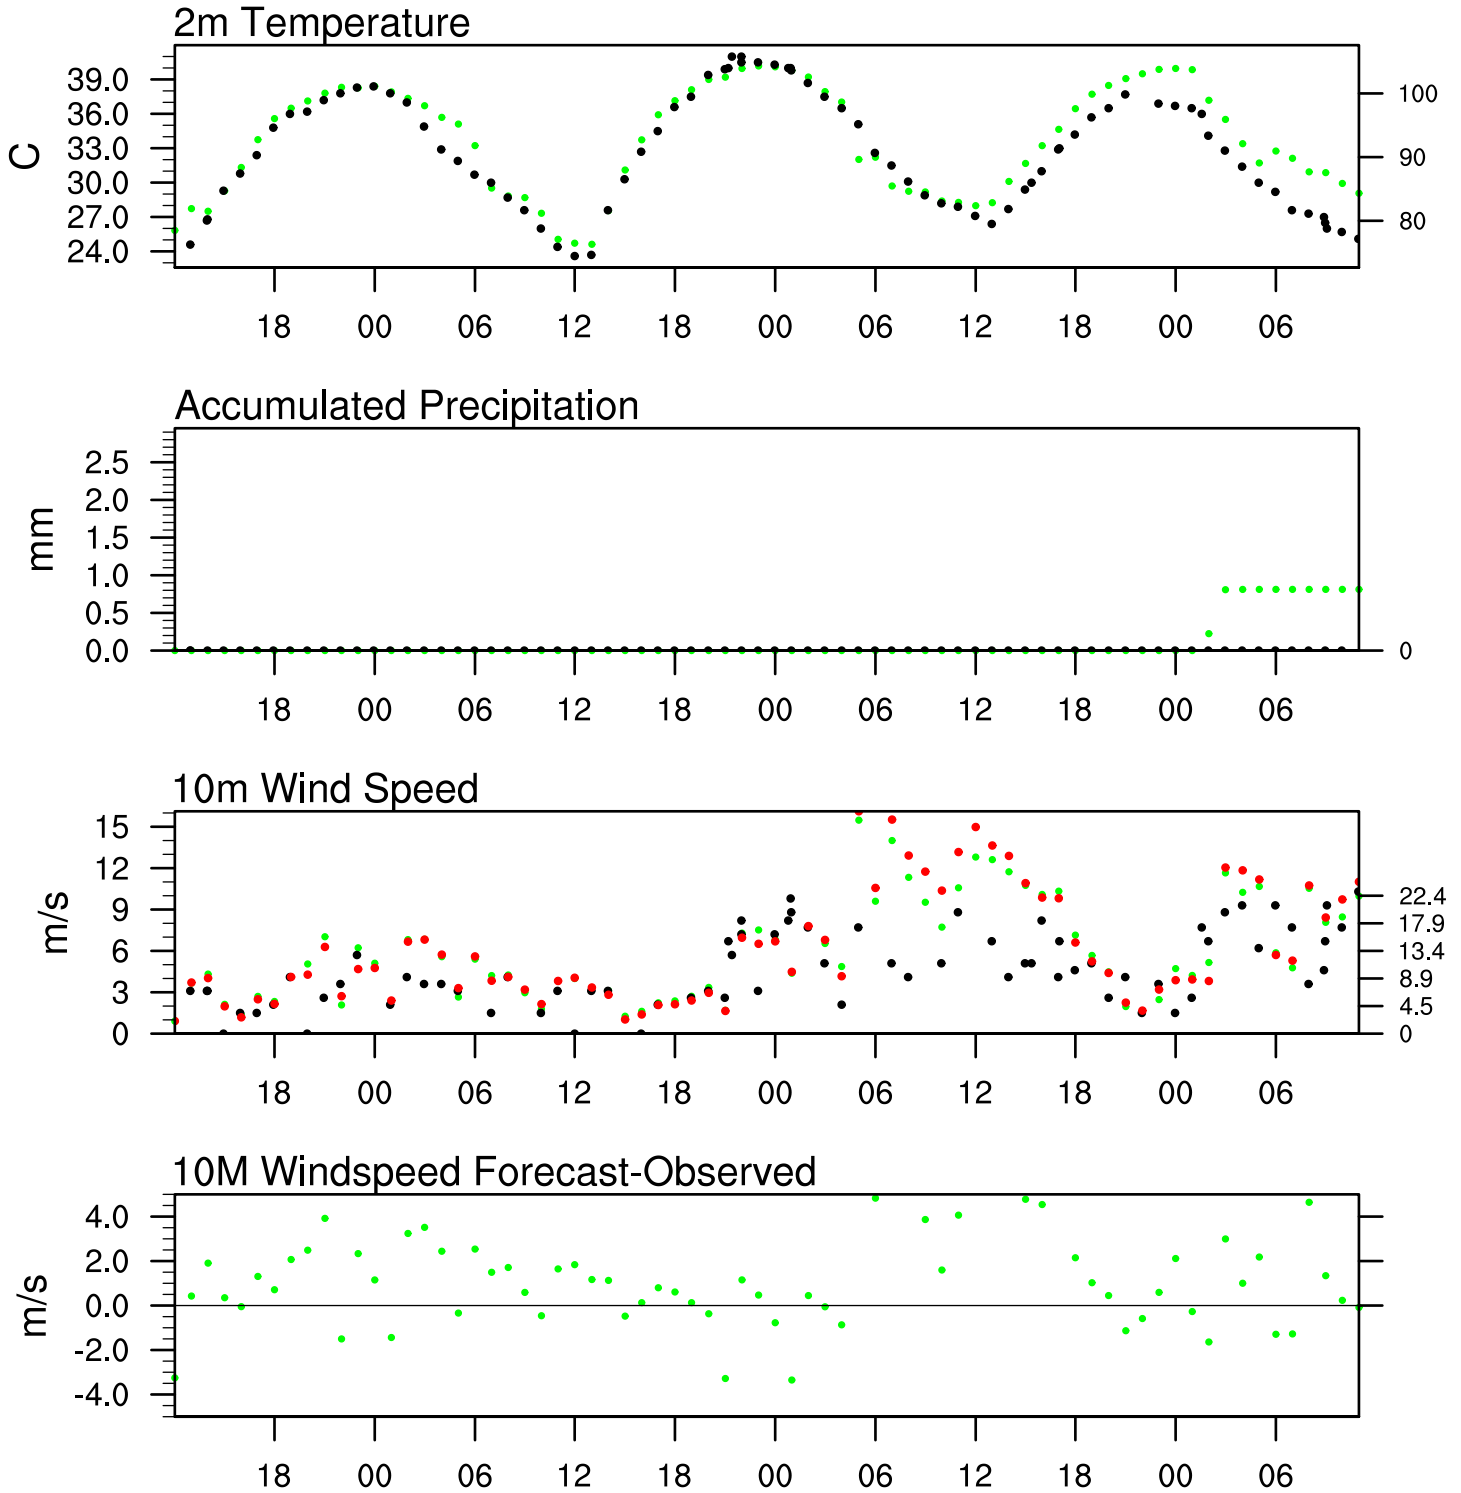 2m Temperature
39.0
36.0
33.0
30.0
27.0
24.0
C
100
90
80
18 00 06 12 18 00 06 12 18 00 06
Accumulated Precipitation
2.5
2.0
1.5
1.0
0.5
0.0
mm
0
18 00 06 12 18 00 06 12 18 00 06
10m Wind Speed
15
12
9
6
3
0
m/s
22.4
17.9
13.4
8.9
4.5
0
18 00 06 12 18 00 06 12 18 00 06
10M Windspeed Forecast-Observed
4.0
2.0
0.0
-2.0
-4.0
m/s
18 00 06 12 18 00 06 12 18 00 06